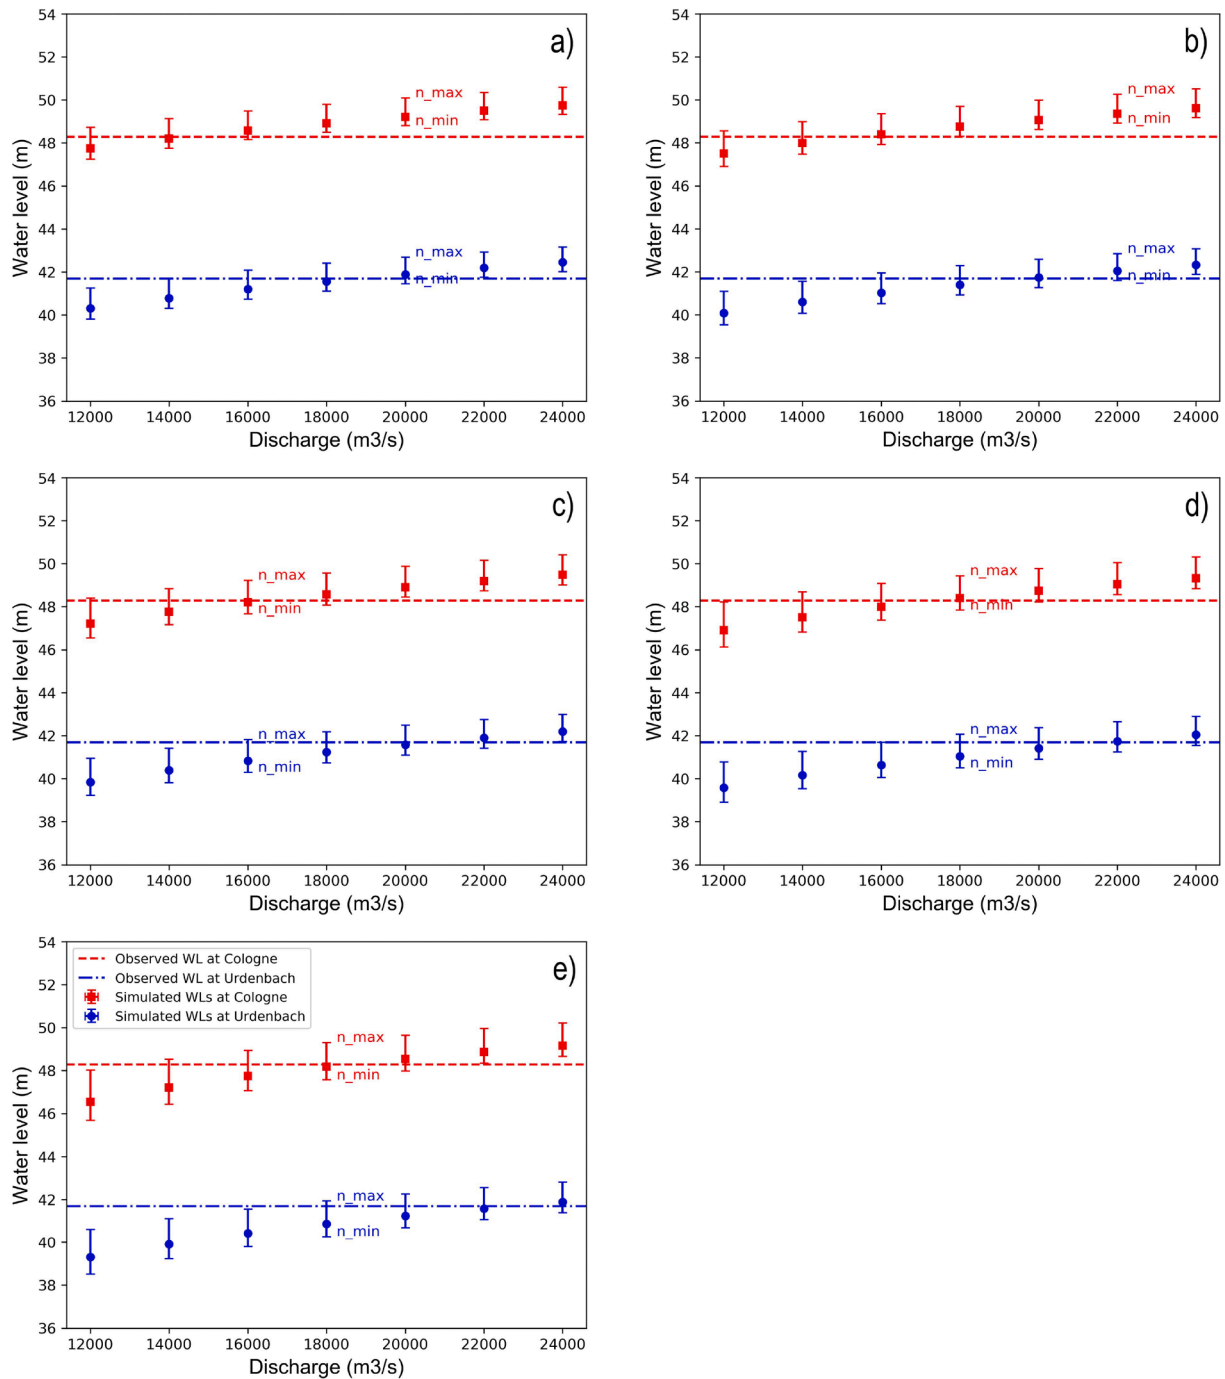 a)
54
52
50
48
46
44
42
40
38
36
Water level (m)
n_max
n_min
n_max
n_min
12000 14000 16000 18000 20000 22000 24000
Discharge (m3/s)
b)
54
52
50
48
46
44
42
40
38
36
Water level (m)
n_max
n_min
n_max
n_min
12000 14000 16000 18000 20000 22000 24000
Discharge (m3/s)
c)
54
52
50
48
46
44
42
40
38
36
Water level (m)
n_max
n_min
n_max
n_min
12000 14000 16000 18000 20000 22000 24000
Discharge (m3/s)
d)
54
52
50
48
46
44
42
40
38
36
Water level (m)
n_max
n_min
n_max
n_min
12000 14000 16000 18000 20000 22000 24000
Discharge (m3/s)
e)
54
52
50
48
46
44
42
40
38
36
Water level (m)
Observed WL at Cologne
Observed WL at Urdenbach
Simulated WLs at Cologne
Simulated WLs at Urdenbach
n_max
n_min
n_max
n_min
12000 14000 16000 18000 20000 22000 24000
Discharge (m3/s)